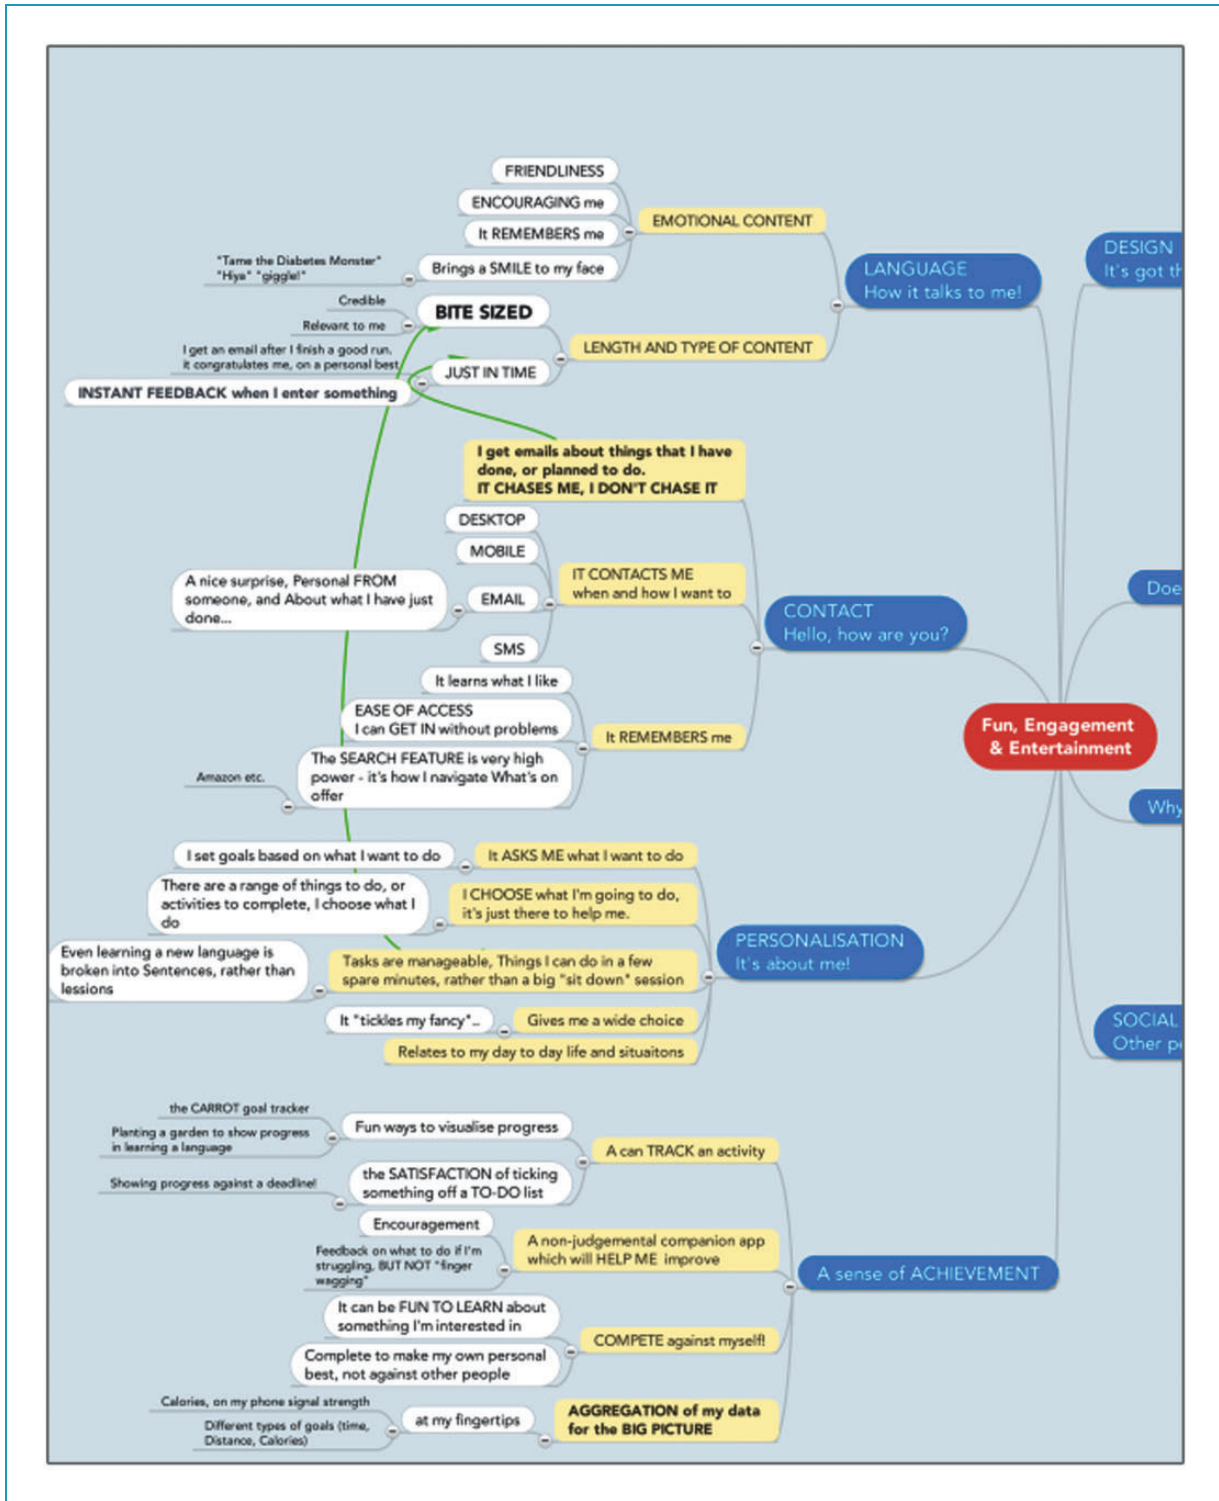 FRIENDLINESS
ENCOURAGING me
It REMEMBERS me
Brings a SMILE to my face
"Tame the Diabetes Monster"
"Hiya" "giggle!"
EMOTIONAL CONTENT
LANGUAGE
How it talks to me!
Credible
Relevant to me
BITE SIZED
I get an email after I finish a good run.
it congratulates me, on a personal best
INSTANT FEEDBACK when I enter something
JUST IN TIME
LENGTH AND TYPE OF CONTENT
I get emails about things that I have
done, or planned to do.
IT CHASES ME, I DON'T CHASE IT
DESKTOP
MOBILE
EMAIL
SMS
A nice surprise, Personal FROM
someone, and About what I have just
done...
IT CONTACTS ME
when and how I want to
CONTACT
Hello, how are you?
It learns what I like
EASE OF ACCESS
I can GET IN without problems
The SEARCH FEATURE is very high
power - it's how I navigate What's on
offer
Amazon etc.
It REMEMBERS me
I set goals based on what I want to do
It ASKS ME what I want to do
There are a range of things to do, or
activities to complete, I choose what I
do
I CHOOSE what I'm going to do,
it's just there to help me.
Even learning a new language is
broken into Sentences, rather than
lessions
Tasks are manageable, Things I can do in a few
spare minutes, rather than a big "sit down" session
It "tickles my fancy"...
Gives me a wide choice
Relates to my day to day life and situaitons
PERSONALISATION
It's about me!
the CARROT goal tracker
Planting a garden to show progress
in learning a language
Fun ways to visualise progress
Showing progress against a deadline!
the SATISFACTION of ticking
something off a TO-DO list
A can TRACK an activity
Encouragement
Feedback on what to do if I'm
struggling, BUT NOT "finger
wagging"
A non-judgemental companion app
which will HELP ME improve
It can be FUN TO LEARN about
something I'm interested in
Complete to make my own personal
best, not against other people
COMPETE against myself!
Calories, on my phone signal strength
Different types of goals (time,
Distance, Calories)
at my fingertips
AGGREGATION of my data
for the BIG PICTURE
A sense of ACHIEVEMENT
Fun, Engagement
& Entertainment
DESIGN
It's got th
Doe
Why
SOCIAL
Other pe